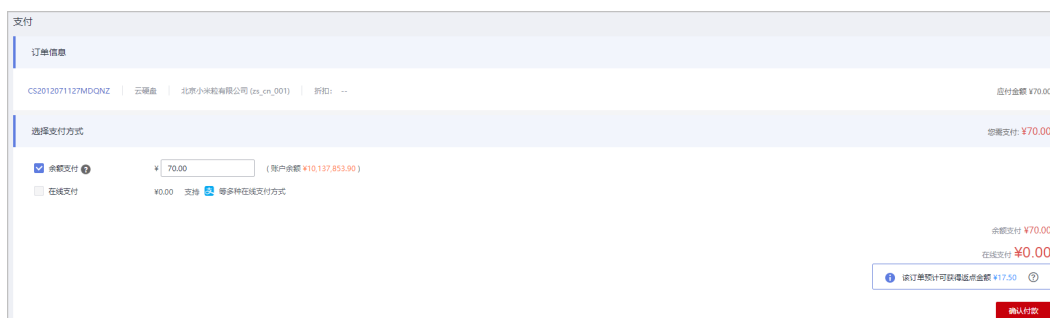 支付
订单信息
CS2012071127MDQNZ 云硬盘 北京小米粒有限公司 (zs_cn_001) 折扣： -- 应付金额 ¥70.00
选择支付方式 您需支付: ¥70.00
余额支付 ? ¥ 70.00 ( 账户余额 ¥10,137,853.90 )
在线支付 ¥0.00 支持 支 等多种在线支付方式
余额支付 ¥70.00
在线支付 ¥0.00
该订单预计可获得返点金额 ¥17.50 ?
确认付款